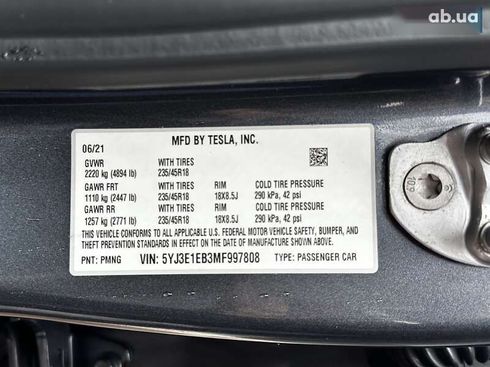 ab.ua
06/21 MFD BY TESLA, INC.
GVWR WITH TIRES
2220 kg (4894 lb) 235/45R18
GAWR FRT WITH TIRES RIM COLD TIRE PRESSURE
1110 kg (2447 lb) 235/45R18 18X8.5J 290 kPa, 42 psi
GAWR RR WITH TIRES RIM COLD TIRE PRESSURE
1257 kg (2771 lb) 235/45R18 18X8.5J 290 kPa, 42 psi
THIS VEHICLE CONFORMS TO ALL APPLICABLE U.S. FEDERAL MOTOR VEHICLE SAFETY, BUMPER, AND
THEFT PREVENTION STANDARDS IN EFFECT ON THE DATE OF MANUFACTURE SHOWN ABOVE.
PNT: PMNG VIN: 5YJ3E1EB3MF997808 TYPE: PASSENGER CAR
10.9